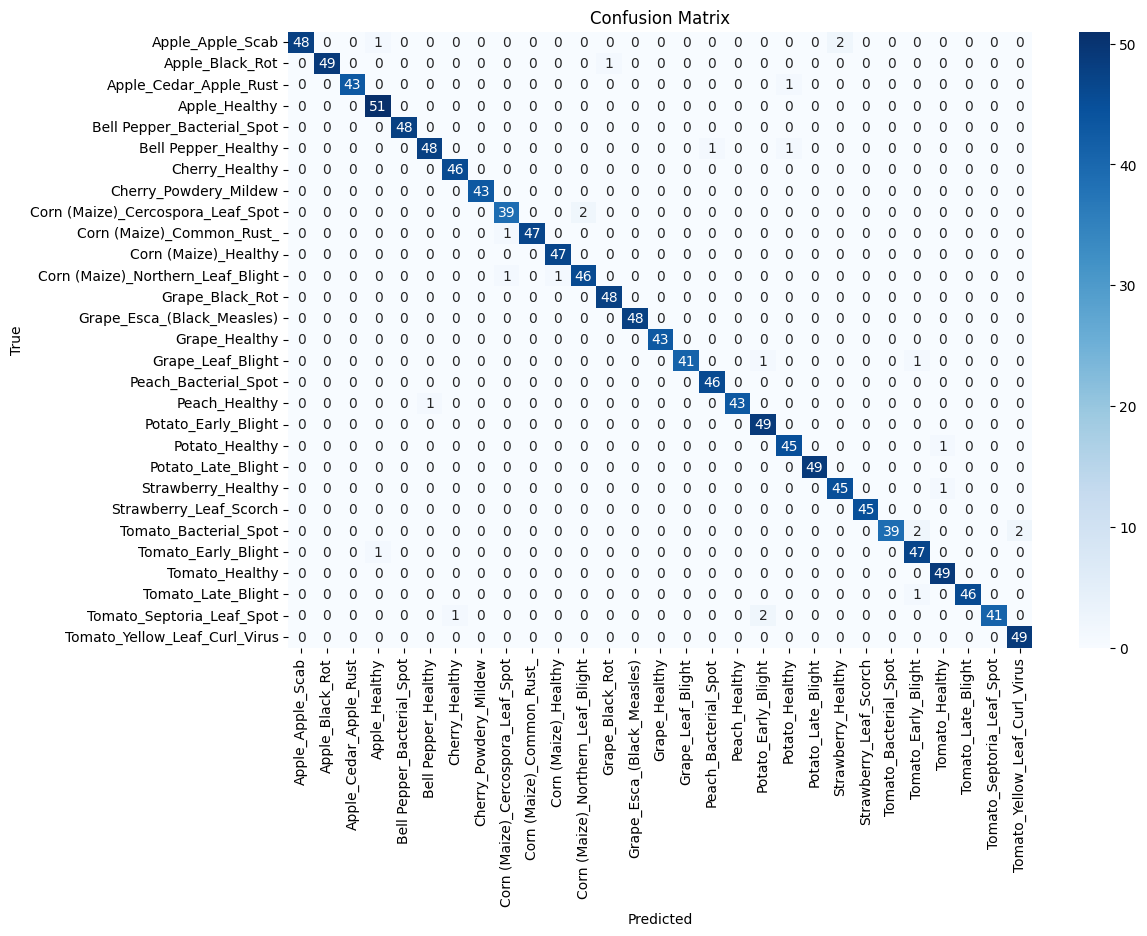 Confusion Matrix
True
Apple_Apple_Scab 48 0 0 1 0 0 0 0 0 0 0 0 0 0 0 0 0 0 0 0 0 2 0 0 0 0 0 0 0
Apple_Black_Rot 0 49 0 0 0 0 0 0 0 0 0 0 1 0 0 0 0 0 0 0 0 0 0 0 0 0 0 0 0
Apple_Cedar_Apple_Rust 0 0 43 0 0 0 0 0 0 0 0 0 0 0 0 0 0 0 0 1 0 0 0 0 0 0 0 0 0
Apple_Healthy 0 0 0 51 0 0 0 0 0 0 0 0 0 0 0 0 0 0 0 0 0 0 0 0 0 0 0 0 0
Bell Pepper_Bacterial_Spot 0 0 0 0 48 0 0 0 0 0 0 0 0 0 0 0 0 0 0 0 0 0 0 0 0 0 0 0 0
Bell Pepper_Healthy 0 0 0 0 0 48 0 0 0 0 0 0 0 0 0 0 1 0 0 1 0 0 0 0 0 0 0 0 0
Cherry_Healthy 0 0 0 0 0 0 46 0 0 0 0 0 0 0 0 0 0 0 0 0 0 0 0 0 0 0 0 0 0
Cherry_Powdery_Mildew 0 0 0 0 0 0 0 43 0 0 0 0 0 0 0 0 0 0 0 0 0 0 0 0 0 0 0 0 0
Corn (Maize)_Cercospora_Leaf_Spot 0 0 0 0 0 0 0 0 39 0 0 2 0 0 0 0 0 0 0 0 0 0 0 0 0 0 0 0 0
Corn (Maize)_Common_Rust_ 0 0 0 0 0 0 0 0 1 47 0 0 0 0 0 0 0 0 0 0 0 0 0 0 0 0 0 0 0
Corn (Maize)_Healthy 0 0 0 0 0 0 0 0 0 0 47 0 0 0 0 0 0 0 0 0 0 0 0 0 0 0 0 0 0
Corn (Maize)_Northern_Leaf_Blight 0 0 0 0 0 0 0 0 1 0 1 46 0 0 0 0 0 0 0 0 0 0 0 0 0 0 0 0 0
Grape_Black_Rot 0 0 0 0 0 0 0 0 0 0 0 0 48 0 0 0 0 0 0 0 0 0 0 0 0 0 0 0 0
Grape_Esca_(Black_Measles) 0 0 0 0 0 0 0 0 0 0 0 0 0 48 0 0 0 0 0 0 0 0 0 0 0 0 0 0 0
Grape_Healthy 0 0 0 0 0 0 0 0 0 0 0 0 0 0 43 0 0 0 0 0 0 0 0 0 0 0 0 0 0
Grape_Leaf_Blight 0 0 0 0 0 0 0 0 0 0 0 0 0 0 0 41 0 0 1 0 0 0 0 0 1 0 0 0 0
Peach_Bacterial_Spot 0 0 0 0 0 0 0 0 0 0 0 0 0 0 0 0 46 0 0 0 0 0 0 0 0 0 0 0 0
Peach_Healthy 0 0 0 0 0 1 0 0 0 0 0 0 0 0 0 0 0 43 0 0 0 0 0 0 0 0 0 0 0
Potato_Early_Blight 0 0 0 0 0 0 0 0 0 0 0 0 0 0 0 0 0 0 49 0 0 0 0 0 0 0 0 0 0
Potato_Healthy 0 0 0 0 0 0 0 0 0 0 0 0 0 0 0 0 0 0 0 45 0 0 0 0 0 1 0 0 0
Potato_Late_Blight 0 0 0 0 0 0 0 0 0 0 0 0 0 0 0 0 0 0 0 0 49 0 0 0 0 0 0 0 0
Strawberry_Healthy 0 0 0 0 0 0 0 0 0 0 0 0 0 0 0 0 0 0 0 0 0 45 0 0 0 1 0 0 0
Strawberry_Leaf_Scorch 0 0 0 0 0 0 0 0 0 0 0 0 0 0 0 0 0 0 0 0 0 0 45 0 0 0 0 0 0
Tomato_Bacterial_Spot 0 0 0 0 0 0 0 0 0 0 0 0 0 0 0 0 0 0 0 0 0 0 0 39 2 0 0 0 2
Tomato_Early_Blight 0 0 0 1 0 0 0 0 0 0 0 0 0 0 0 0 0 0 0 0 0 0 0 0 47 0 0 0 0
Tomato_Healthy 0 0 0 0 0 0 0 0 0 0 0 0 0 0 0 0 0 0 0 0 0 0 0 0 0 49 0 0 0
Tomato_Late_Blight 0 0 0 0 0 0 0 0 0 0 0 0 0 0 0 0 0 0 0 0 0 0 0 0 1 0 46 0 0
Tomato_Septoria_Leaf_Spot 0 0 0 0 0 0 1 0 0 0 0 0 0 0 0 0 0 0 2 0 0 0 0 0 0 0 0 41 0
Tomato_Yellow_Leaf_Curl_Virus 0 0 0 0 0 0 0 0 0 0 0 0 0 0 0 0 0 0 0 0 0 0 0 0 0 0 0 0 49
50
40
30
20
10
0
Apple_Apple_Scab
Apple_Black_Rot
Apple_Cedar_Apple_Rust
Apple_Healthy
Bell Pepper_Bacterial_Spot
Bell Pepper_Healthy
Cherry_Healthy
Cherry_Powdery_Mildew
Corn (Maize)_Cercospora_Leaf_Spot
Corn (Maize)_Common_Rust_
Corn (Maize)_Healthy
Corn (Maize)_Northern_Leaf_Blight
Grape_Black_Rot
Grape_Esca_(Black_Measles)
Grape_Healthy
Grape_Leaf_Blight
Peach_Bacterial_Spot
Peach_Healthy
Potato_Early_Blight
Potato_Healthy
Potato_Late_Blight
Strawberry_Healthy
Strawberry_Leaf_Scorch
Tomato_Bacterial_Spot
Tomato_Early_Blight
Tomato_Healthy
Tomato_Late_Blight
Tomato_Septoria_Leaf_Spot
Tomato_Yellow_Leaf_Curl_Virus
Predicted